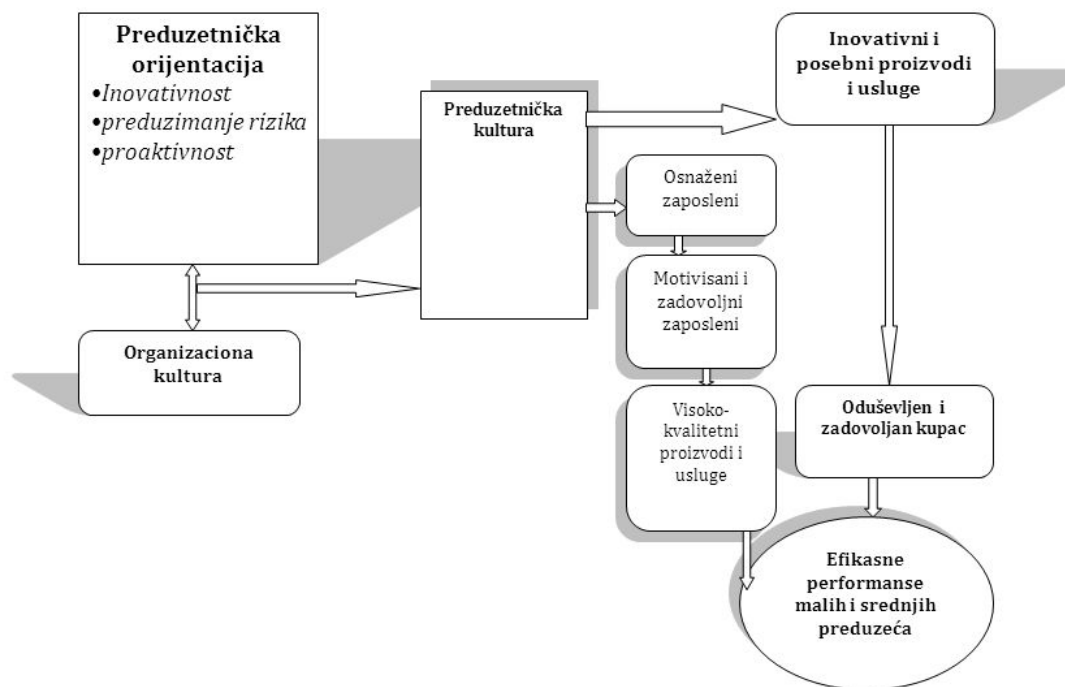 Preduzetnička
orijentacija
•Inovativnost
•preduzimanje rizika
•proaktivnost
Organizaciona
kultura
Preduzetnička
kultura
Inovativni i
posebni proizvodi
i usluge
Osnaženi
zaposleni
Motivisani i
zadovoljni
zaposleni
Visoko-
kvalitetni
proizvodi i
usluge
Oduševljen i
zadovoljan kupac
Efikasne
performanse
malih i srednjih
preduzeća